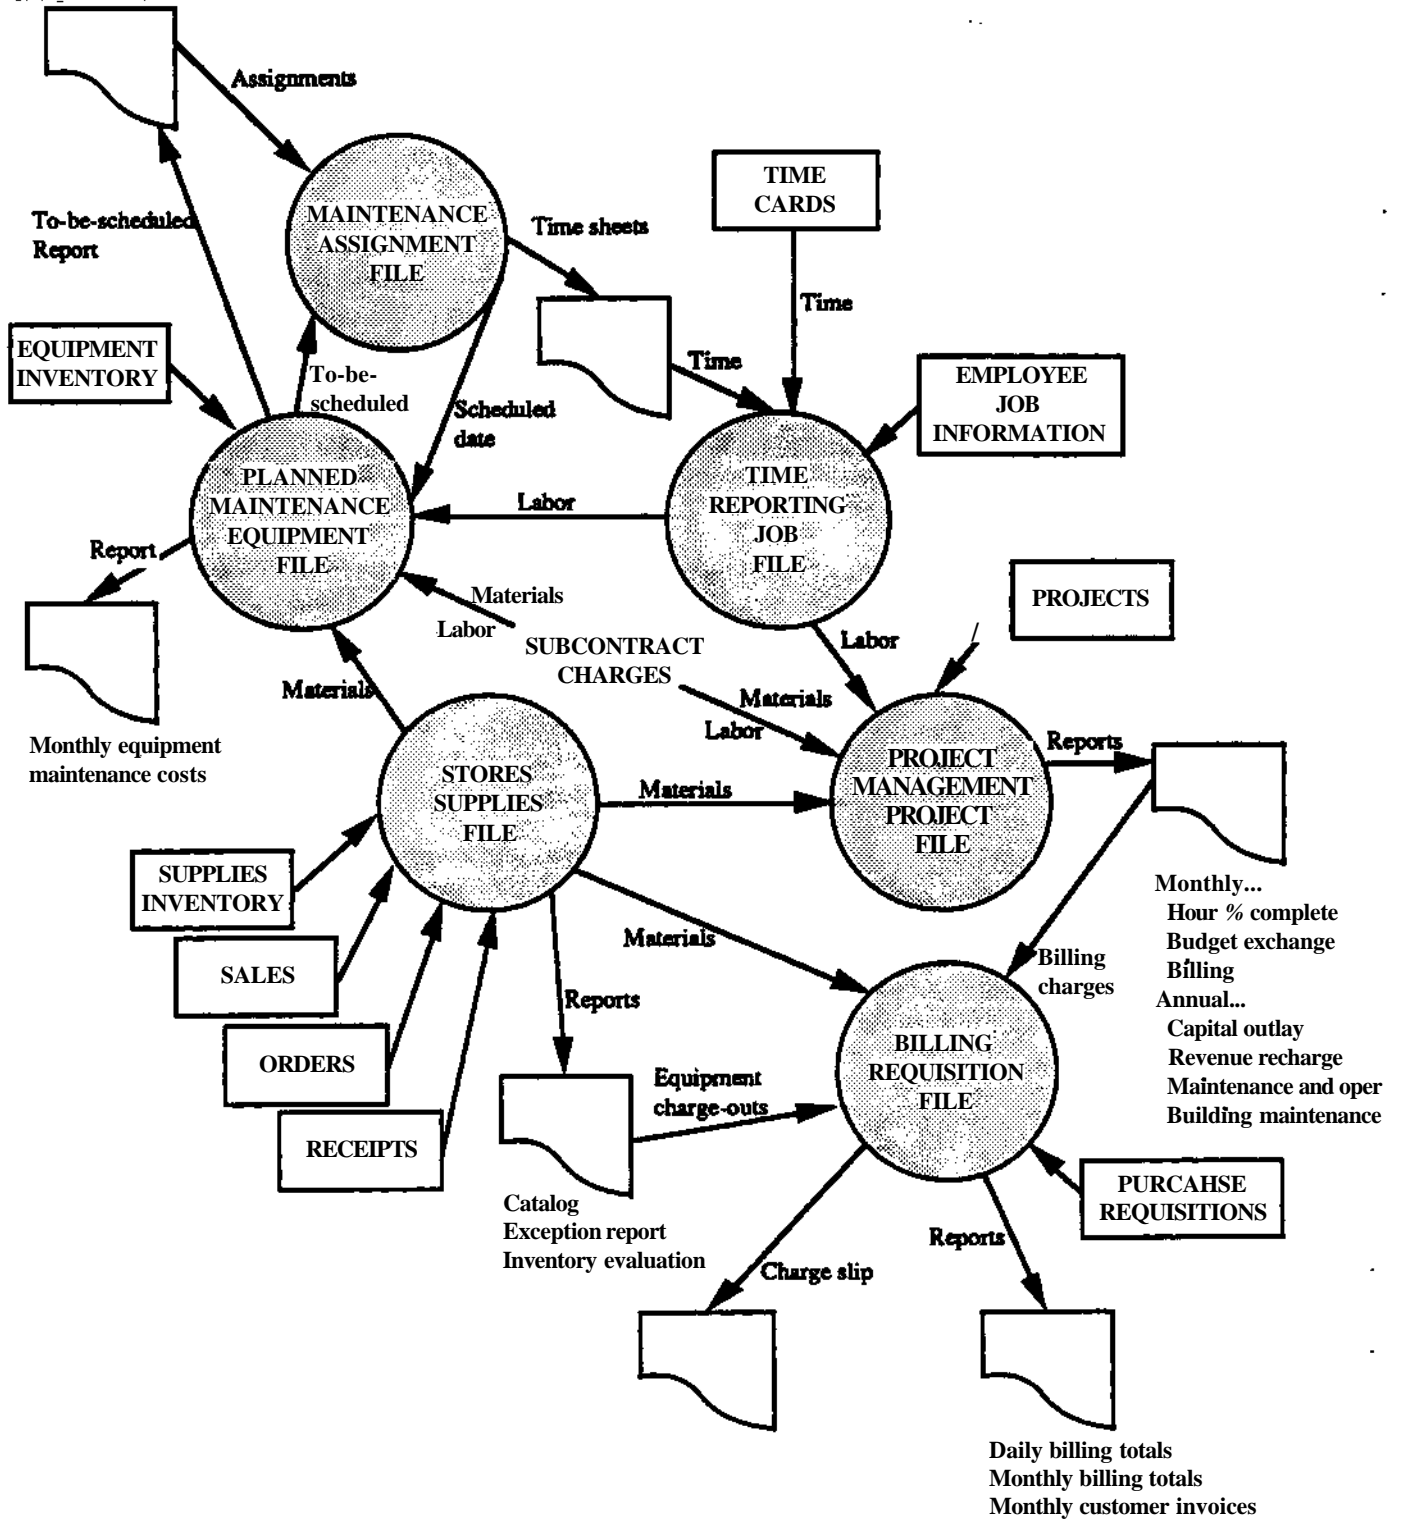 Assignments
TIME
CARDS
MAINTENANCE
ASSIGNMENT
FILE
To-be-scheduled
Report
Time sheets
Time
EQUIPMENT
INVENTORY
To-be-
scheduled
Time
EMPLOYEE
JOB
INFORMATION
Scheduled
date
PLANNED
MAINTENANCE
EQUIPMENT
FILE
TIME
REPORTING
JOB
FILE
Labor
Report
Materials
Labor
SUBCONTRACT
CHARGES
PROJECTS
Labor
Materials
Materials
Labor
Monthly equipment
maintenance costs
STORES
SUPPLIES
FILE
Materials
PROJECT
MANAGEMENT
PROJECT
FILE
Reports
SUPPLIES
INVENTORY
SALES
ORDERS
RECEIPTS
Materials
Reports
Billing
charges
Monthly...
Hour % complete
Budget exchange
Billing
Annual...
Capital outlay
Revenue recharge
Maintenance and oper
Building maintenance
BILLING
REQUISITION
FILE
Equipment
charge-outs
Catalog
Exception report
Inventory evaluation
PURCAHSE
REQUISITIONS
Reports
Charge slip
Daily billing totals
Monthly billing totals
Monthly customer invoices